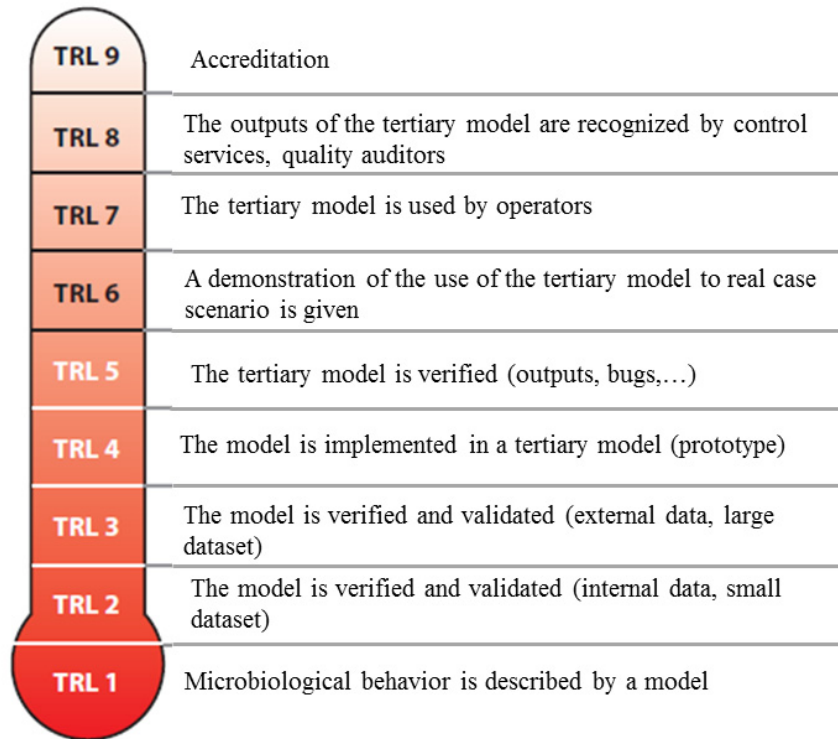 TRL 9 Accreditation
TRL 8 The outputs of the tertiary model are recognized by control
services, quality auditors
TRL 7 The tertiary model is used by operators
TRL 6 A demonstration of the use of the tertiary model to real case
scenario is given
TRL 5 The tertiary model is verified (outputs, bugs,...)
TRL 4 The model is implemented in a tertiary model (prototype)
TRL 3 The model is verified and validated (external data, large
dataset)
TRL 2 The model is verified and validated (internal data, small
dataset)
TRL 1 Microbiological behavior is described by a model